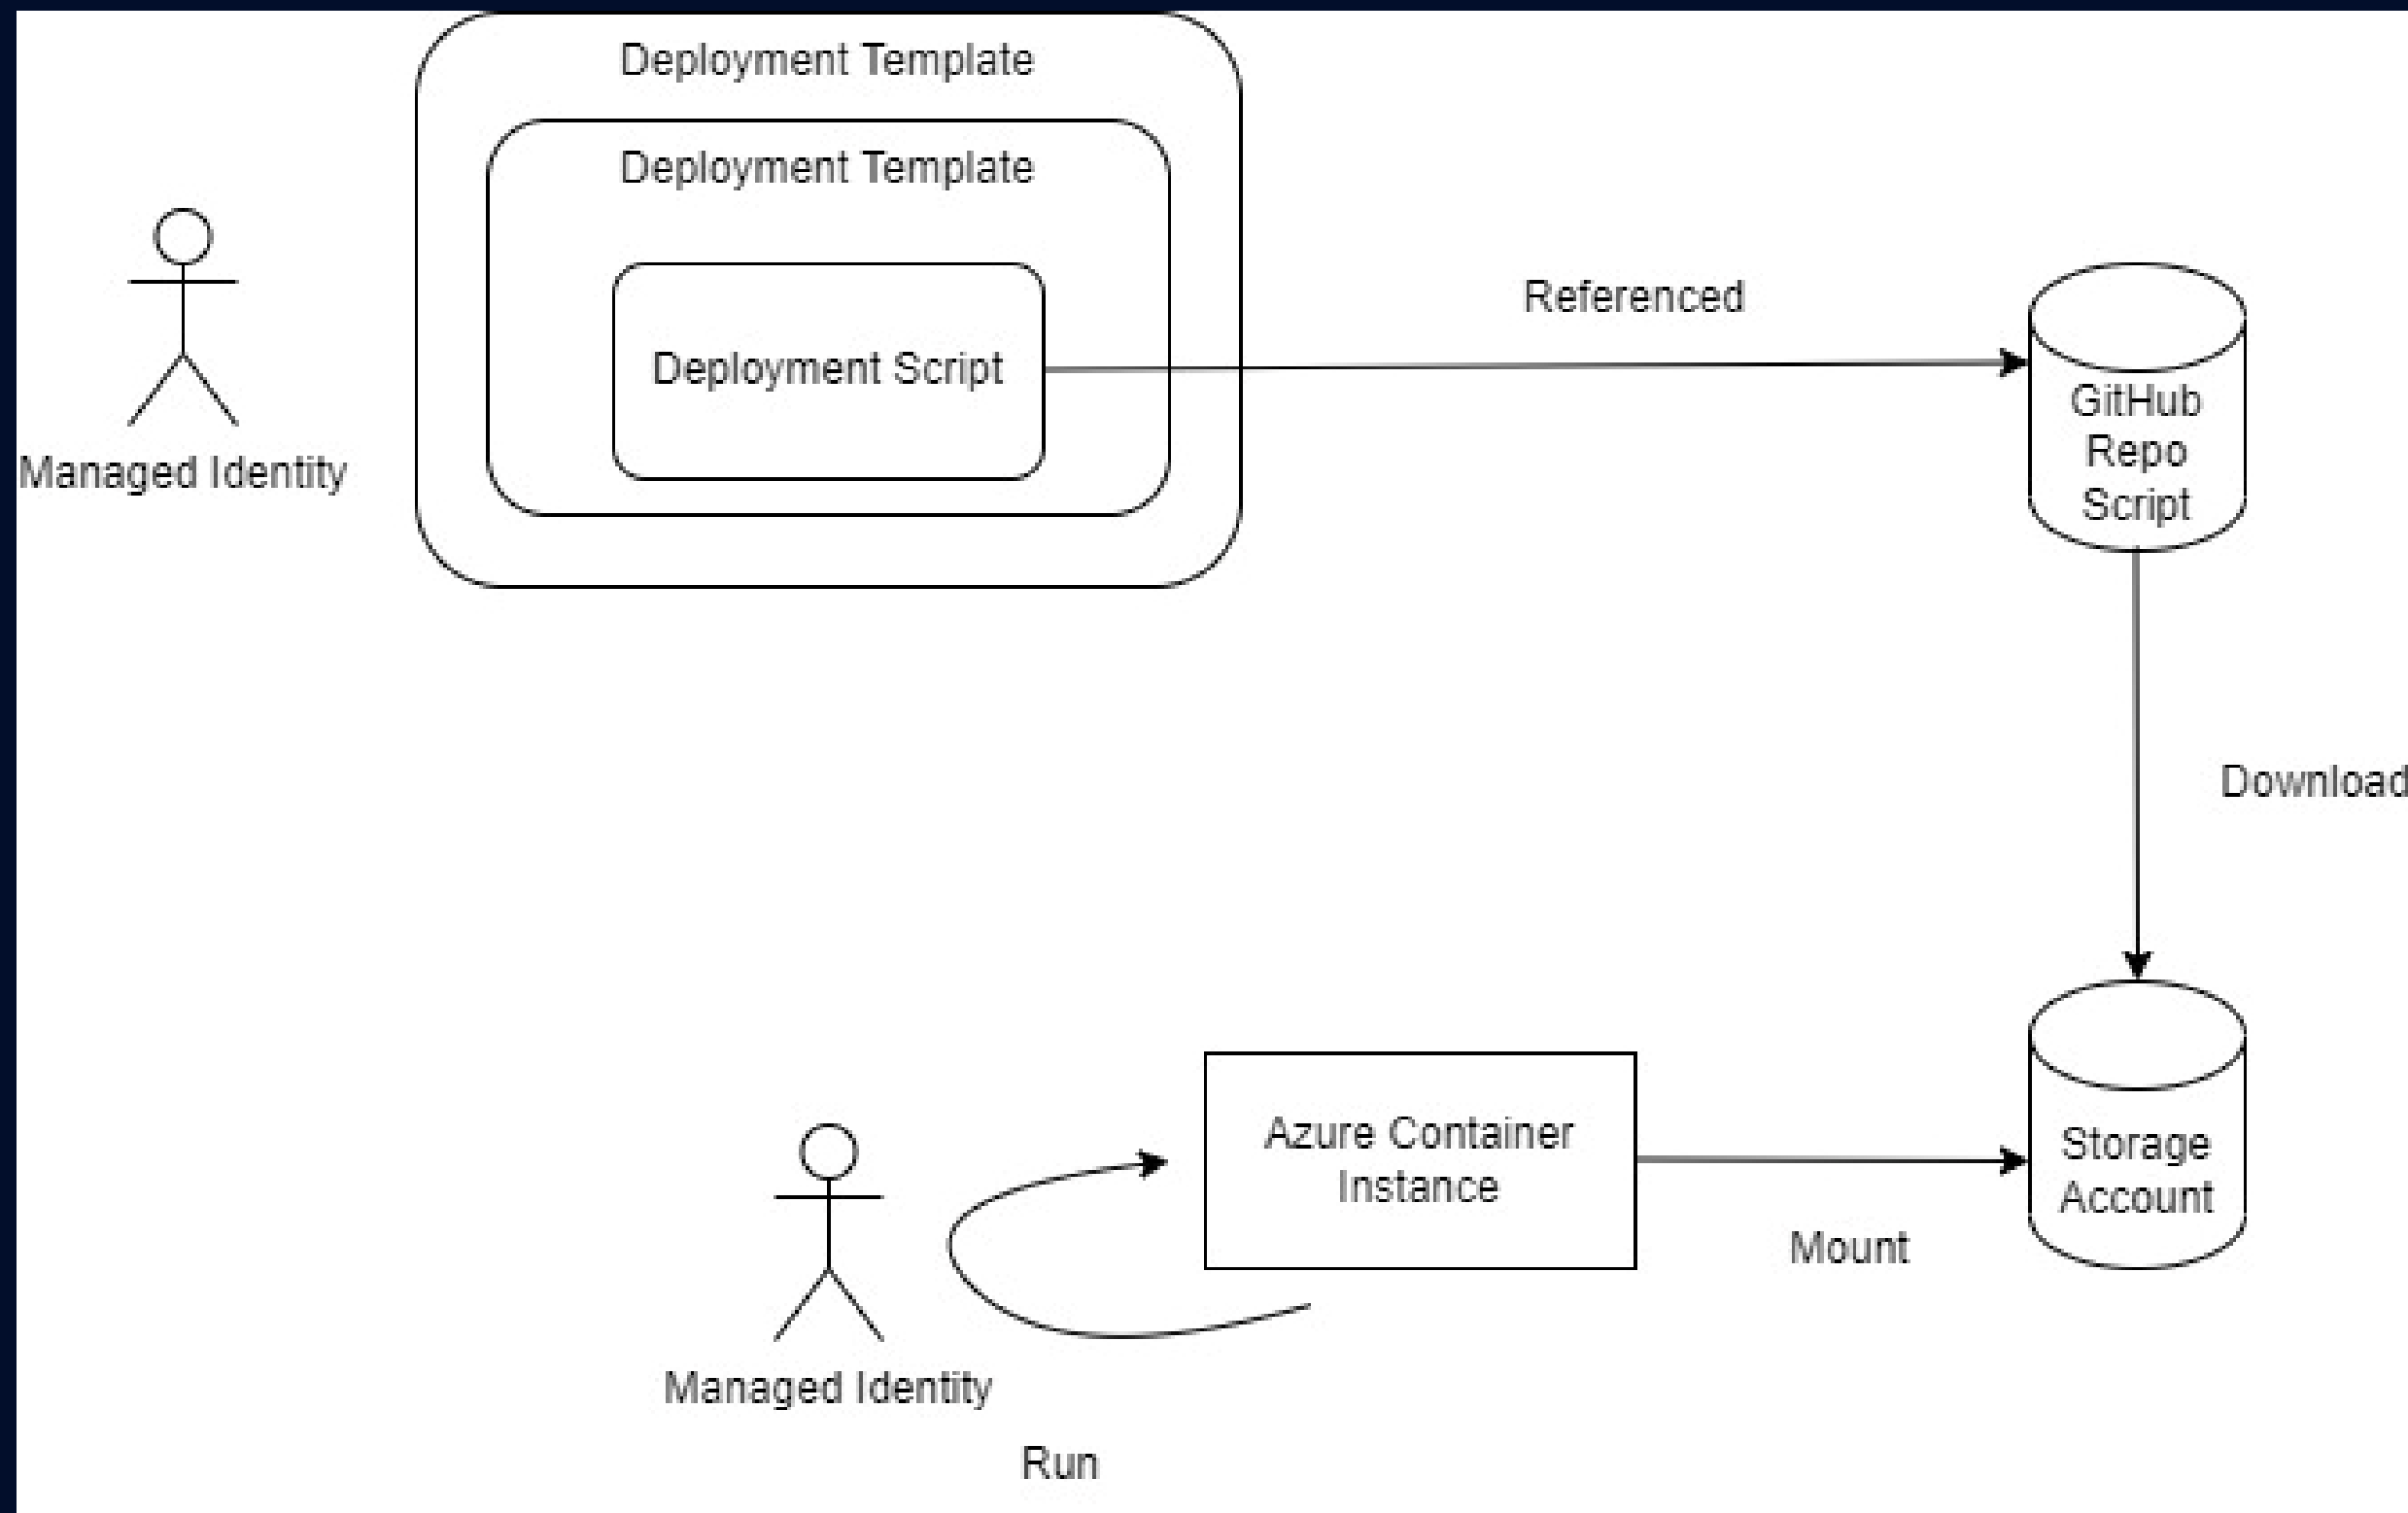 Deployment Template
Deployment Template
Deployment Script
Managed Identity
Referenced
GitHub
Repo
Script
Download
Azure Container
Instance
Mount
Storage
Account
Managed Identity
Run